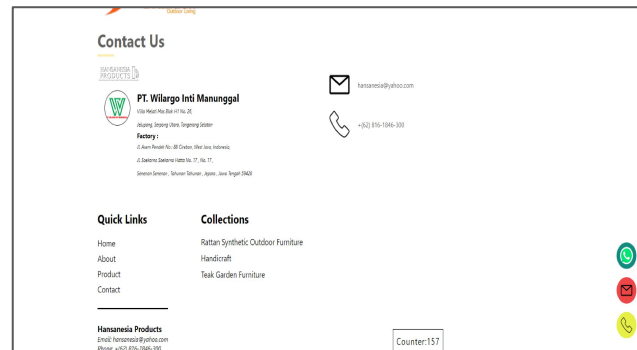 Outdoor Living
Contact Us
HANSANESIA
PRODUCTS
PT. Wilargo Inti Manunggal
Villa Melati Mas Blok H1 No. 28,
Jelupang, Serpong Utara, Tangerang Selatan
Factory :
Jl. Asem Pendek No: 88 Cirebon, West Java, Indonesia,
Jl. Soekarno Soekarno Hatta No. 17 , No. 17 ,
Senenan Senenan , Tahunan Tahunan , Jepara , Jawa Tengah 59426
hansanesia@yahoo.com
+(62) 816-1846-300
Quick Links
Home
About
Product
Contact
Collections
Rattan Synthetic Outdoor Furniture
Handicraft
Teak Garden Furniture
Hansanesia Products
Email: hansanesia@yahoo.com
Phone: +(62) 816-1846-300
Counter:157